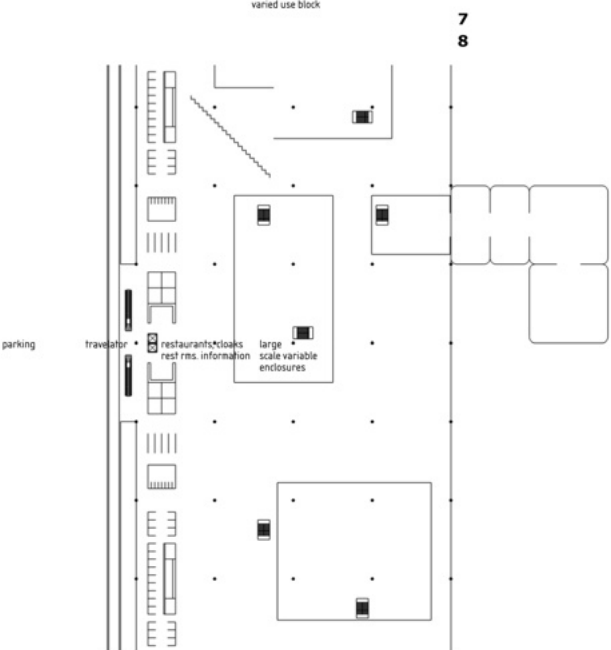 varied use block
7
8
parking
travelator
restaurants, cloaks
rest rms. information
large
scale variable
enclosures